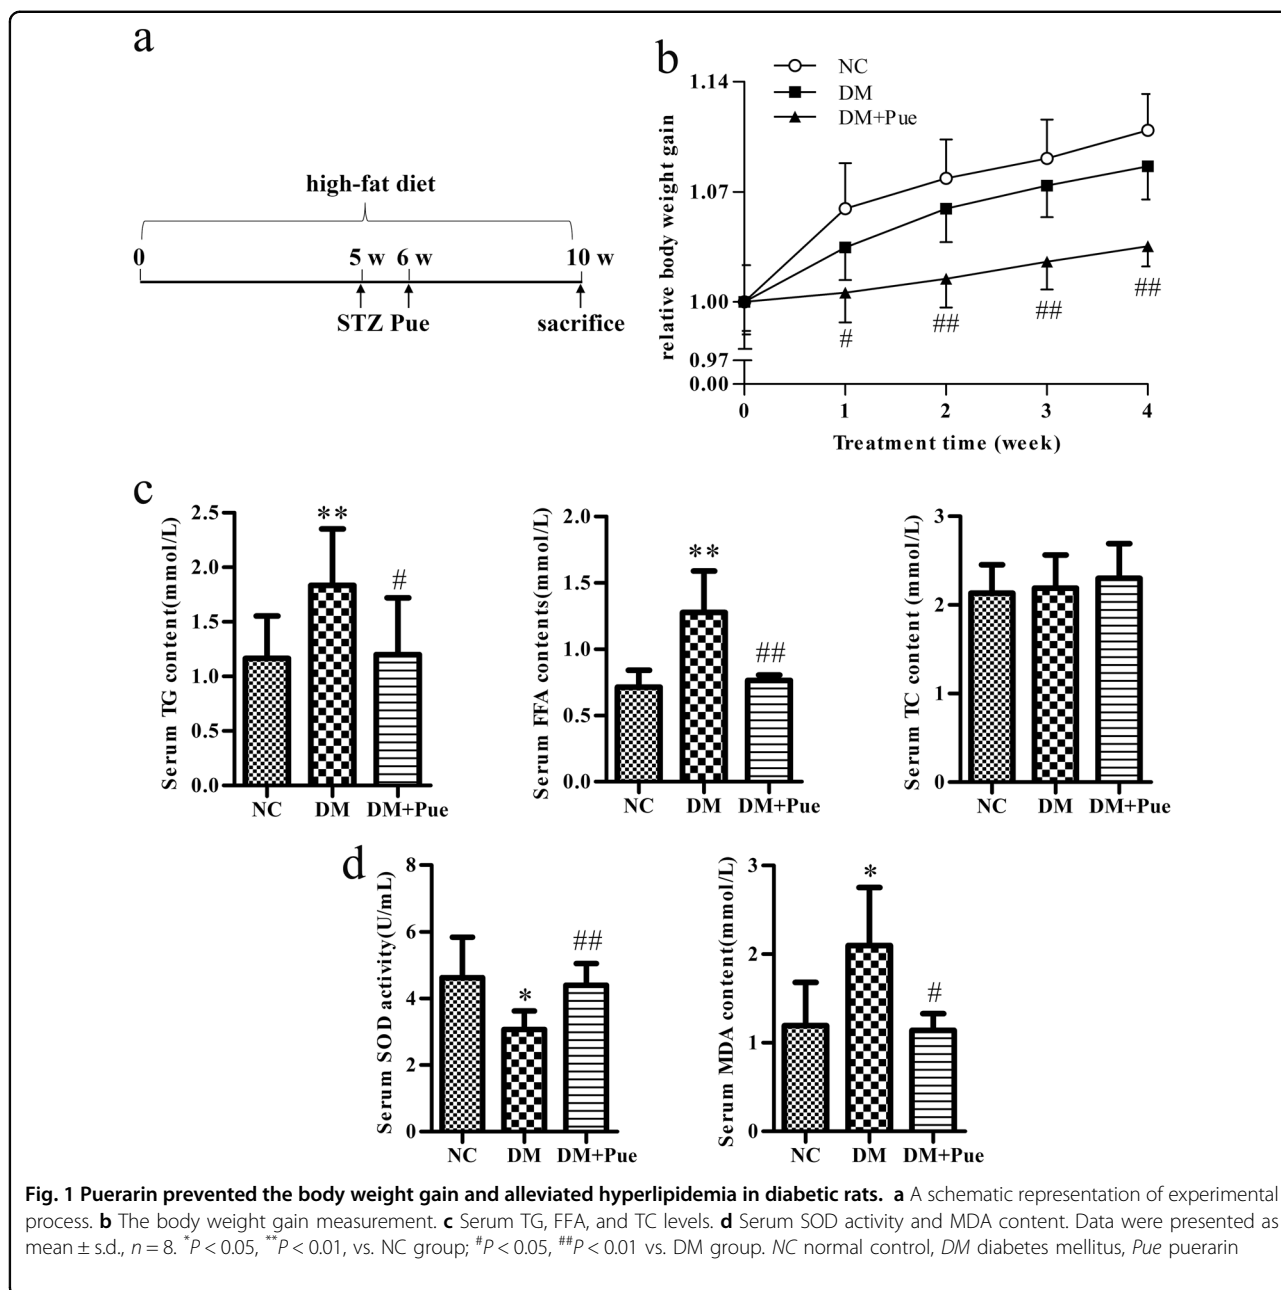 a
high-fat diet
0 5 w 6 w 10 w
STZ Pue sacrifice
b
NC
DM
DM+Pue
relative body weight gain
1.14
1.07
1.00
0.97
0.00
# ## ## ##
0 1 2 3 4
Treatment time (week)
c
Serum TG content(mmol/L)
2.5
2.0
1.5
1.0
0.5
0.0
**
#
NC DM DM+Pue
Serum FFA contents(mmol/L)
2.0
1.5
1.0
0.5
0.0
**
##
NC DM DM+Pue
Serum TC content (mmol/L)
3
2
1
0
NC DM DM+Pue
d
Serum SOD activity(U/mL)
8
6
4
2
0
*
##
NC DM DM+Pue
Serum MDA content(mmol/L)
3
2
1
0
*
#
NC DM DM+Pue
Fig. 1 Puerarin prevented the body weight gain and alleviated hyperlipidemia in diabetic rats. a A schematic representation of experimental
process. b The body weight gain measurement. c Serum TG, FFA, and TC levels. d Serum SOD activity and MDA content. Data were presented as
mean ± s.d., n = 8. *P < 0.05, **P < 0.01, vs. NC group; #P < 0.05, ##P < 0.01 vs. DM group. NC normal control, DM diabetes mellitus, Pue puerarin